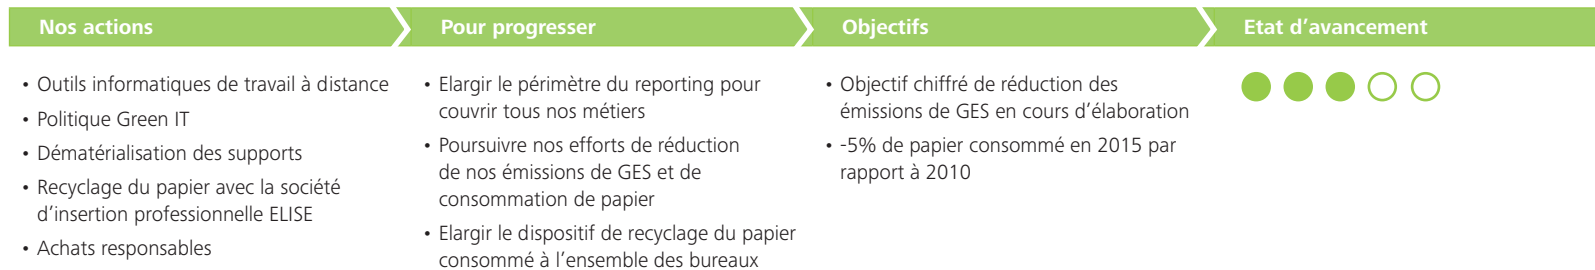 Nos actions
Pour progresser
Objectifs
Etat d’avancement
• Outils informatiques de travail à distance
• Politique Green IT
• Dématérialisation des supports
• Recyclage du papier avec la société
d’insertion professionnelle ELISE
• Achats responsables
• Elargir le périmètre du reporting pour
couvrir tous nos métiers
• Poursuivre nos efforts de réduction
de nos émissions de GES et de
consommation de papier
• Elargir le dispositif de recyclage du papier
consommé à l’ensemble des bureaux
• Objectif chiffré de réduction des
émissions de GES en cours d’élaboration
• -5% de papier consommé en 2015 par
rapport à 2010